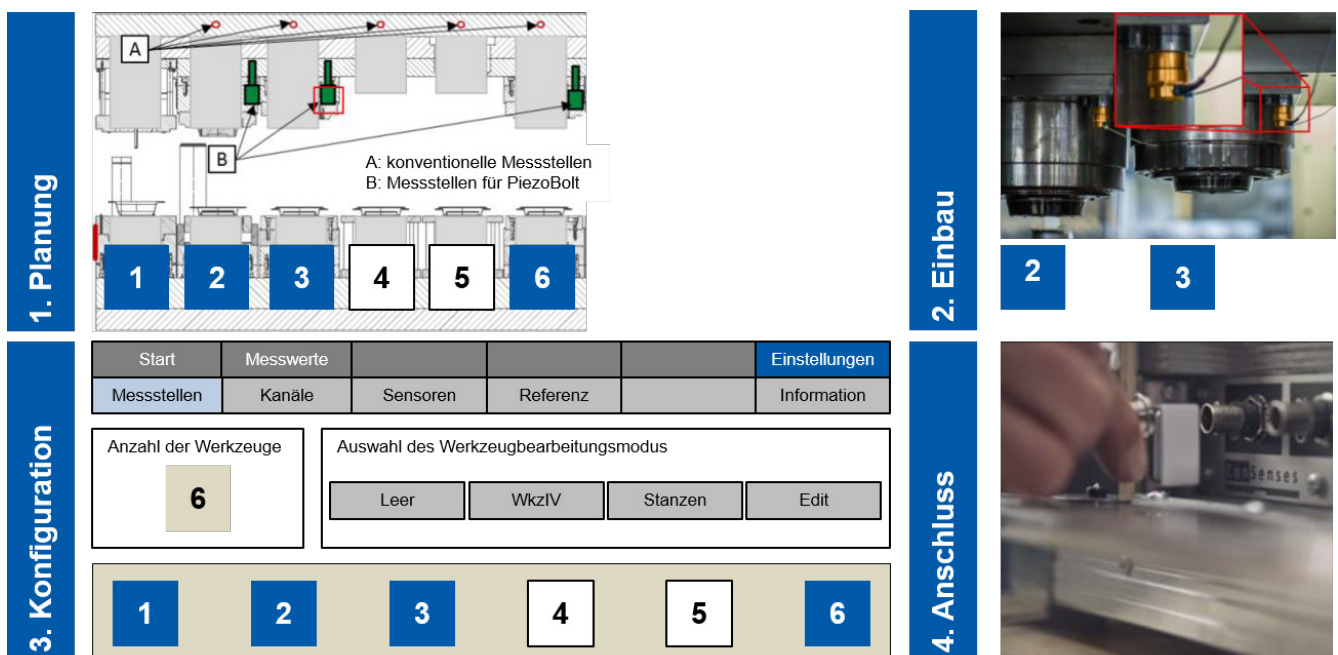 1. Planung
A
B
A: konventionelle Messstellen
B: Messstellen für PiezoBolt
1
2
3
4
5
6
2. Einbau
2
3
3. Konfiguration
Start
Messwerte
Einstellungen
Messstellen
Kanäle
Sensoren
Referenz
Information
Anzahl der Werkzeuge
6
Auswahl des Werkzeugbearbeitungsmodus
Leer
WkzIV
Stanzen
Edit
1
2
3
4
5
6
4. Anschluss